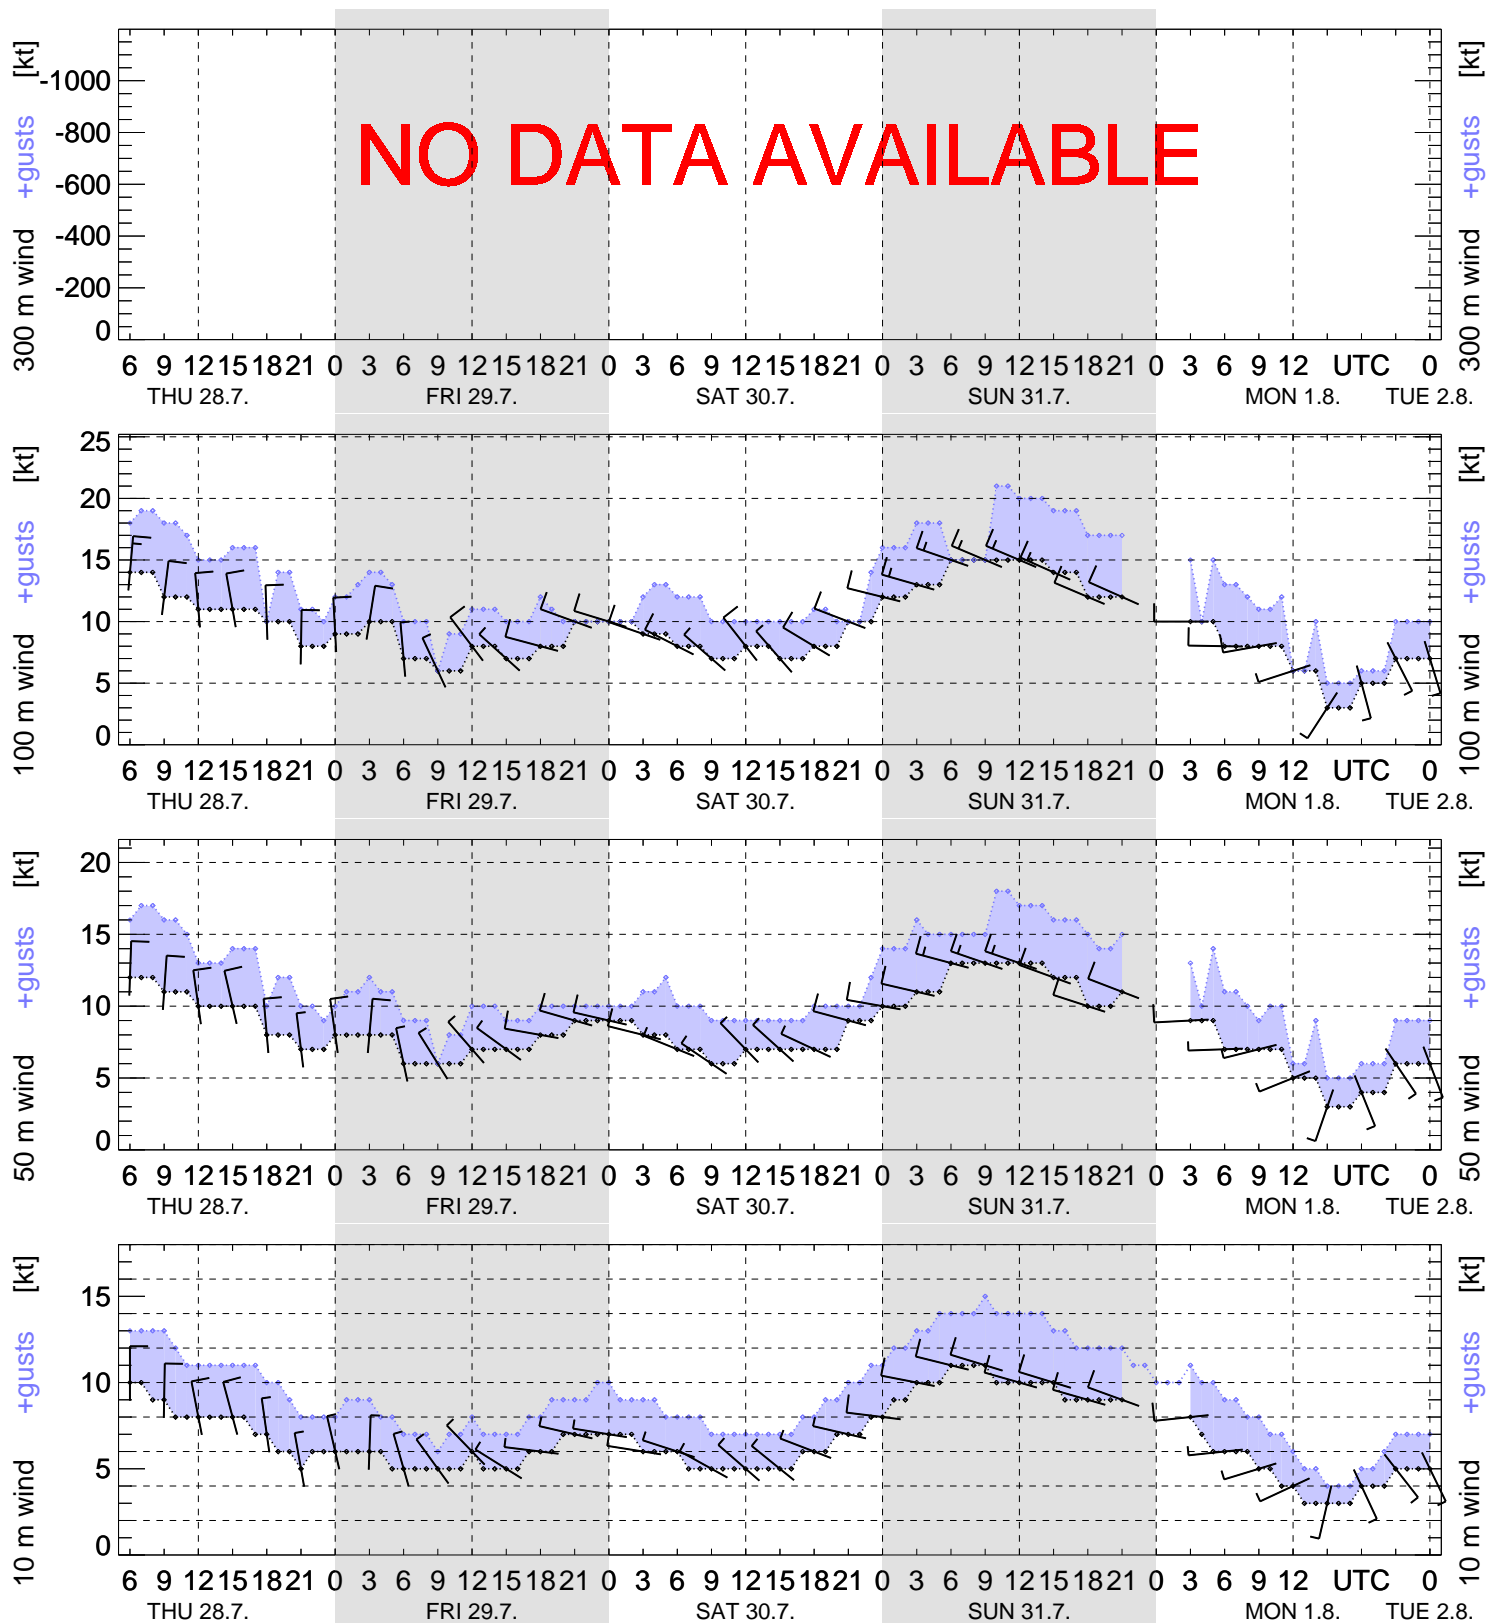 300 m wind +gusts [kt]
-1000
-800
-600
-400
-200
0
NO DATA AVAILABLE
300 m wind +gusts [kt]
6 9 12 15 18 21 0 3 6 9 12 15 18 21 0 3 6 9 12 15 18 21 0 3 6 9 12 15 18 21 0 3 6 9 12 UTC 0
THU 28.7. FRI 29.7. SAT 30.7. SUN 31.7. MON 1.8. TUE 2.8.
100 m wind +gusts [kt]
25
20
15
10
5
0
100 m wind +gusts [kt]
6 9 12 15 18 21 0 3 6 9 12 15 18 21 0 3 6 9 12 15 18 21 0 3 6 9 12 15 18 21 0 3 6 9 12 UTC 0
THU 28.7. FRI 29.7. SAT 30.7. SUN 31.7. MON 1.8. TUE 2.8.
50 m wind +gusts [kt]
20
15
10
5
0
50 m wind +gusts [kt]
6 9 12 15 18 21 0 3 6 9 12 15 18 21 0 3 6 9 12 15 18 21 0 3 6 9 12 15 18 21 0 3 6 9 12 UTC 0
THU 28.7. FRI 29.7. SAT 30.7. SUN 31.7. MON 1.8. TUE 2.8.
10 m wind +gusts [kt]
15
10
5
0
10 m wind +gusts [kt]
6 9 12 15 18 21 0 3 6 9 12 15 18 21 0 3 6 9 12 15 18 21 0 3 6 9 12 15 18 21 0 3 6 9 12 UTC 0
THU 28.7. FRI 29.7. SAT 30.7. SUN 31.7. MON 1.8. TUE 2.8.